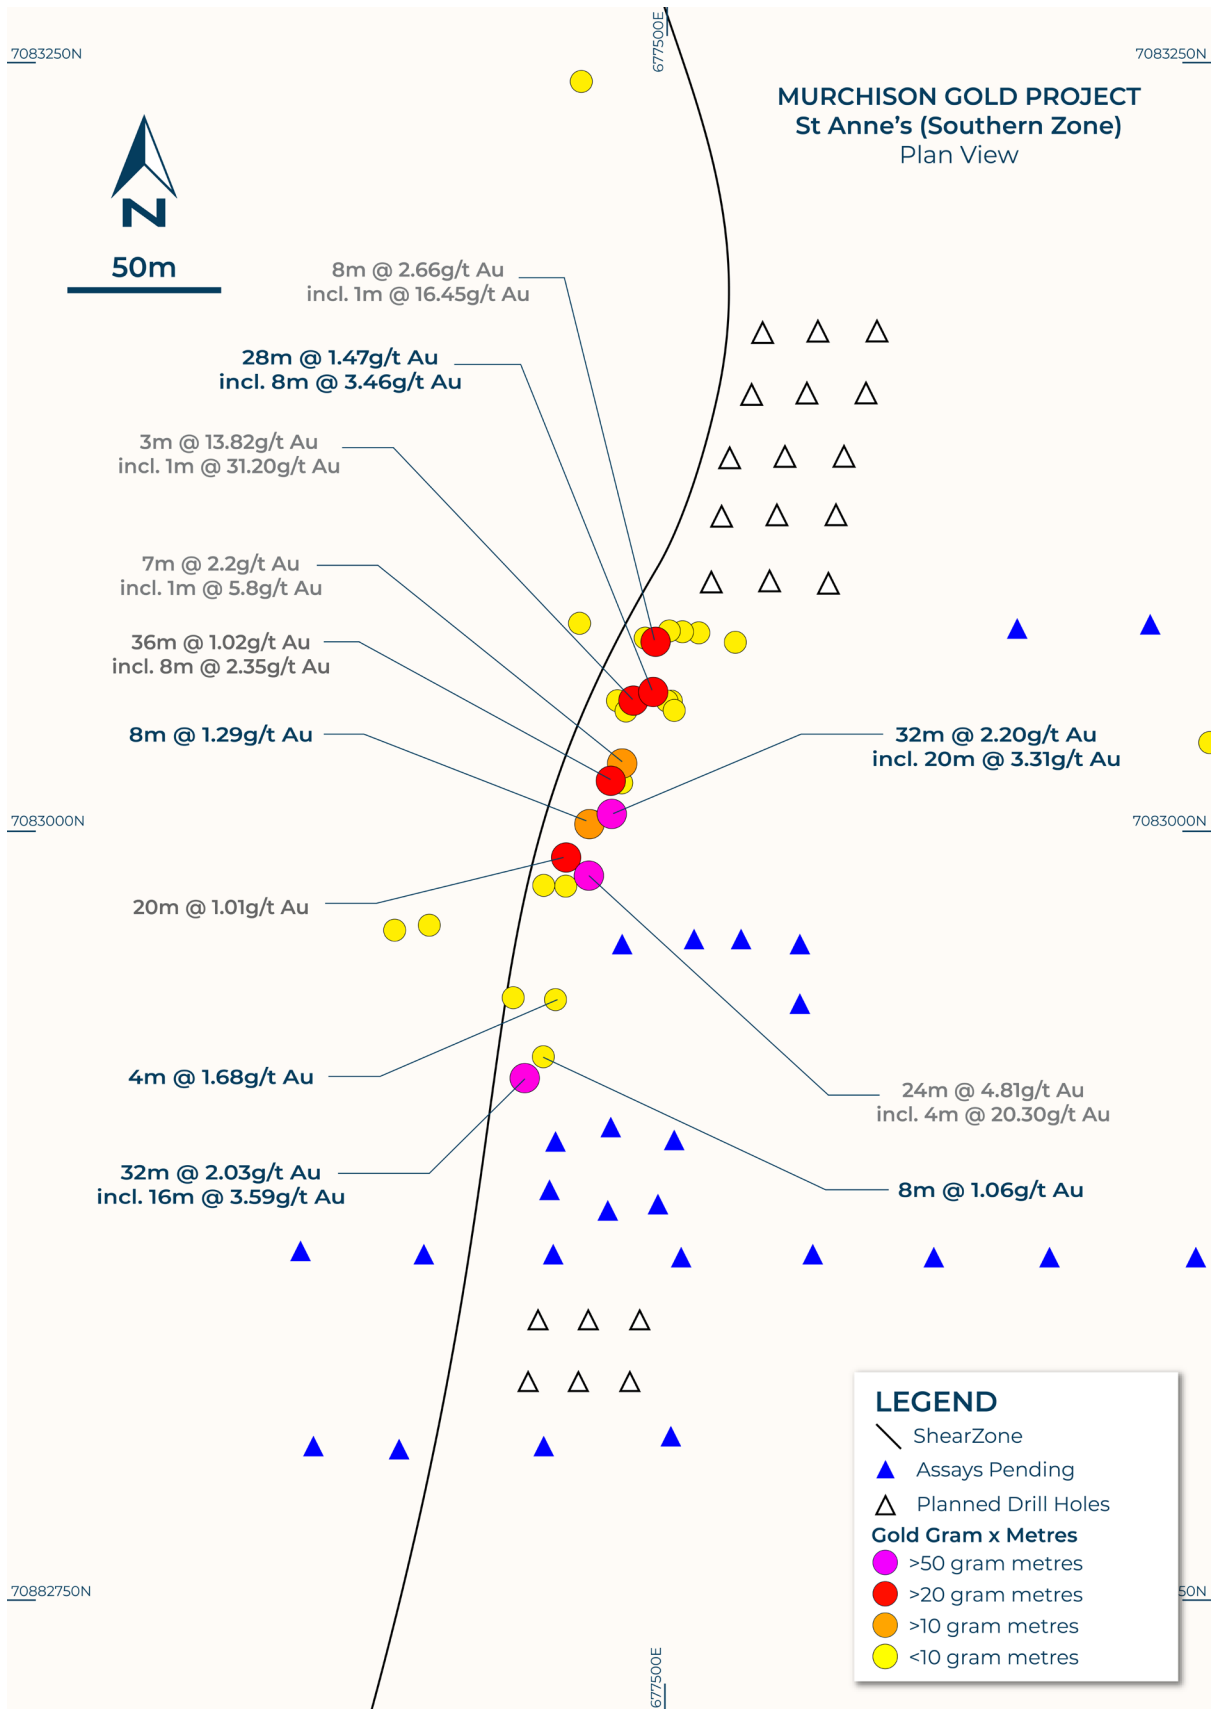 677500E
7083250N
7083250N
MURCHISON GOLD PROJECT
St Anne’s (Southern Zone)
Plan View
N
50m
8m @ 2.66g/t Au
incl. 1m @ 16.45g/t Au
28m @ 1.47g/t Au
incl. 8m @ 3.46g/t Au
3m @ 13.82g/t Au
incl. 1m @ 31.20g/t Au
7m @ 2.2g/t Au
incl. 1m @ 5.8g/t Au
36m @ 1.02g/t Au
incl. 8m @ 2.35g/t Au
8m @ 1.29g/t Au
32m @ 2.20g/t Au
incl. 20m @ 3.31g/t Au
7083000N
7083000N
20m @ 1.01g/t Au
4m @ 1.68g/t Au
24m @ 4.81g/t Au
incl. 4m @ 20.30g/t Au
32m @ 2.03g/t Au
incl. 16m @ 3.59g/t Au
8m @ 1.06g/t Au
LEGEND
ShearZone
Assays Pending
Planned Drill Holes
Gold Gram x Metres
>50 gram metres
>20 gram metres
>10 gram metres
<10 gram metres
70882750N
50N
677500E